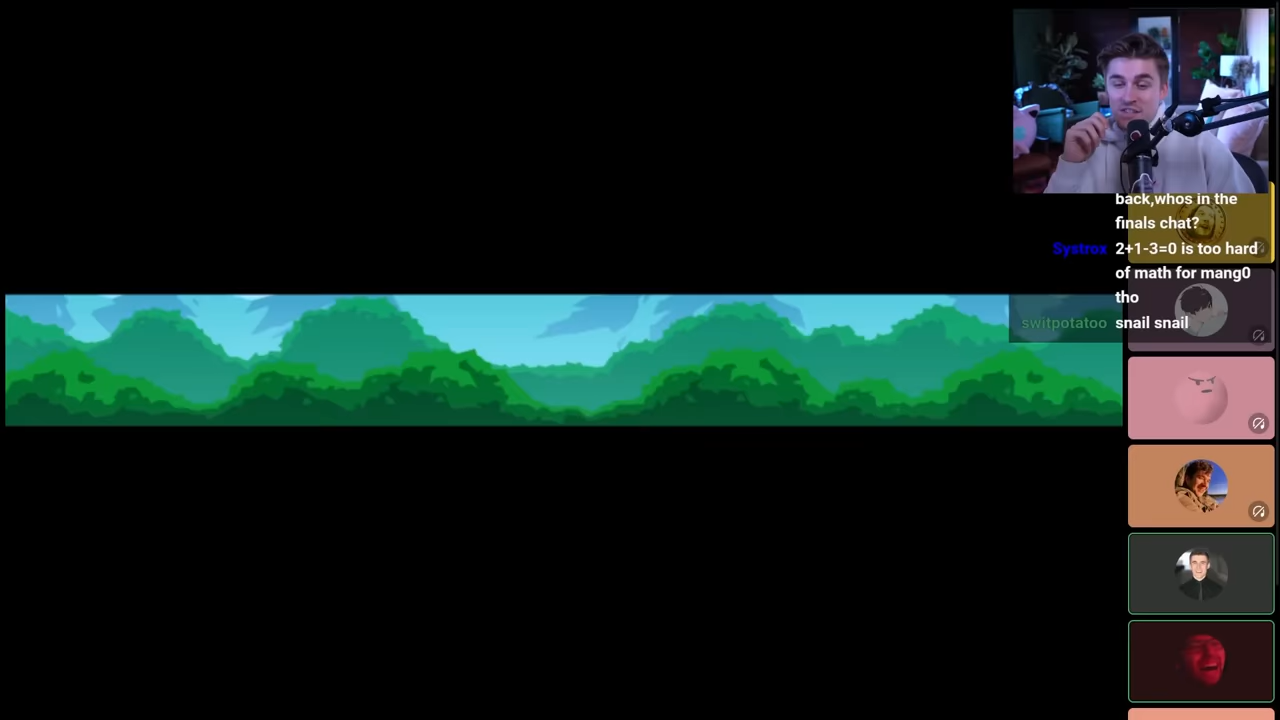 back,whos in the
finals chat?
Systrox 2+1-3=0 is too hard
of math for mang0
tho
switpotatoo snail snail